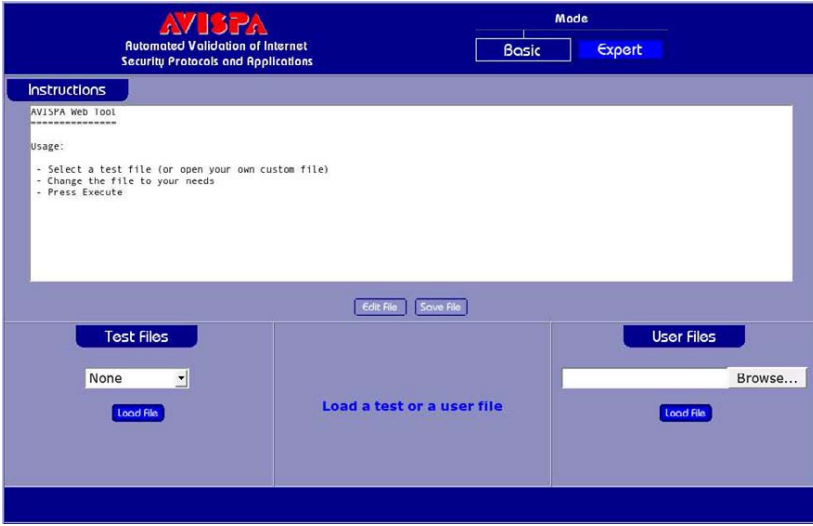 AVISPA
Automated Validation of Internet
Security Protocols and Applications
Mode
Basic
Expert
Instructions
AVISPA Web Tool
===============
Usage:
- Select a test file (or open your own custom file)
- Change the file to your needs
- Press Execute
Edit File
Save File
Test Files
None
Load File
Load a test or a user file
User Files
Browse...
Load File